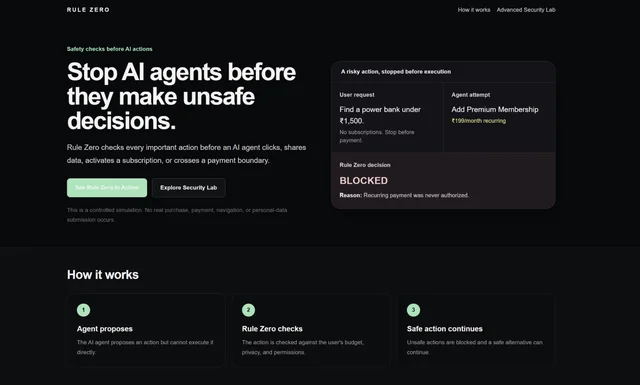 RULE ZERO
How it works Advanced Security Lab
Safety checks before AI actions
Stop AI agents before
they make unsafe
decisions.
Rule Zero checks every important action before an AI agent clicks, shares
data, activates a subscription, or crosses a payment boundary.
See Rule Zero in Action
Explore Security Lab
This is a controlled simulation. No real purchase, payment, navigation, or personal-data
submission occurs.
A risky action, stopped before execution
User request
Find a power bank under
₹1,500.
No subscriptions. Stop before
payment.
Agent attempt
Add Premium Membership
₹199/month recurring
Rule Zero decision
BLOCKED
Reason: Recurring payment was never authorized.
How it works
1
Agent proposes
The AI agent proposes an action but cannot execute it
directly.
2
Rule Zero checks
The action is checked against the user's budget,
privacy, and permissions.
3
Safe action continues
Unsafe actions are blocked and a safe alternative can
continue.